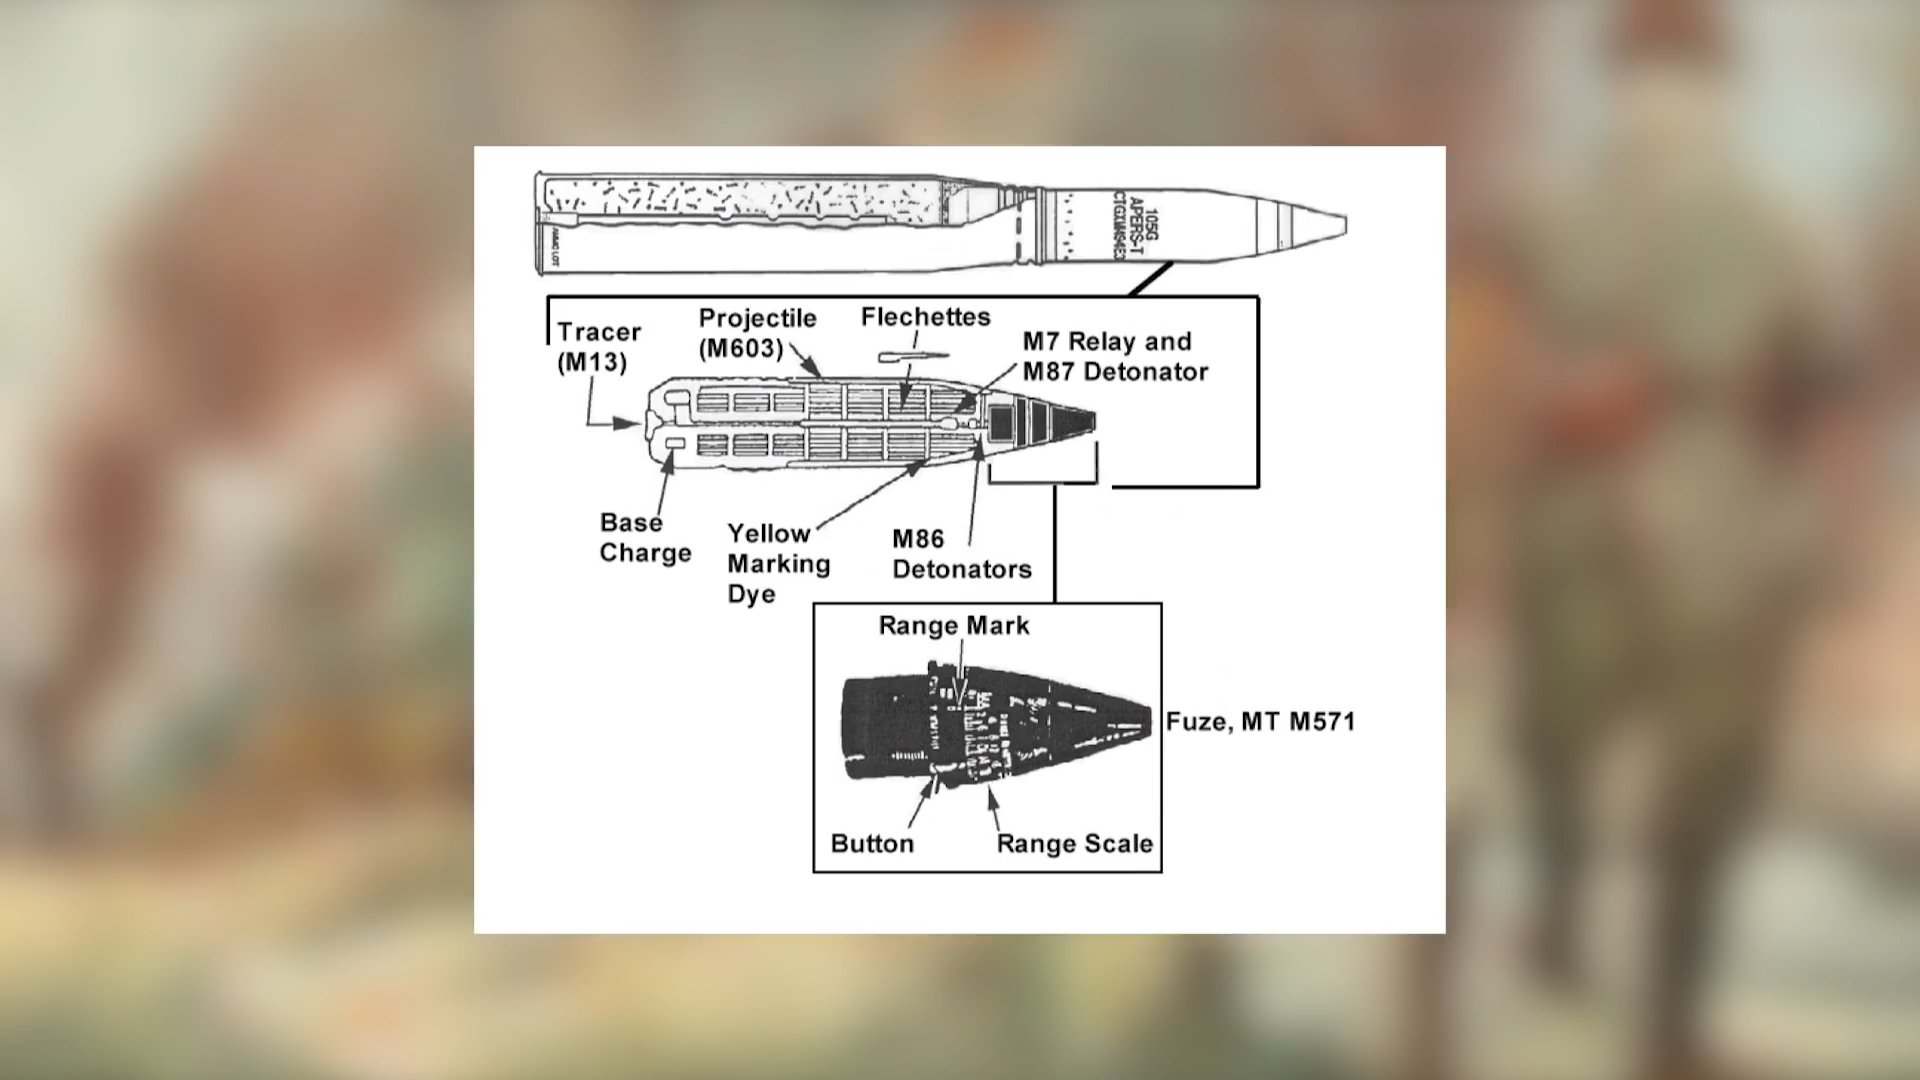 105G
APERS-T
Tracer
(M13)
Projectile
(M603)
Flechettes
M7 Relay and
M87 Detonator
Base
Charge
Yellow
Marking
Dye
M86
Detonators
Range Mark
Fuze, MT M571
Button
Range Scale